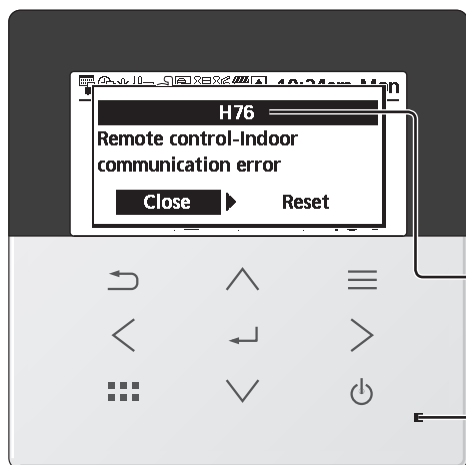 H76
Remote control-Indoor
communication error
Close Reset